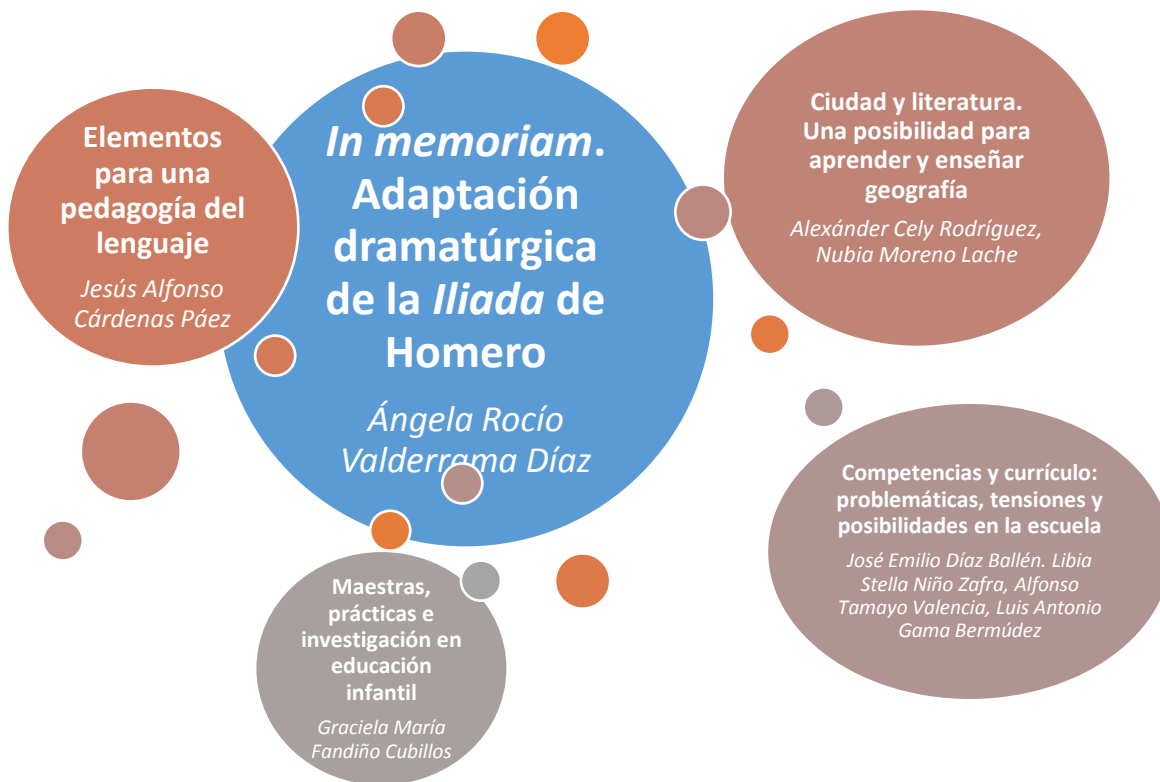 Elementos
para una
pedagogía del
lenguaje
Jesús Alfonso
Cárdenas Páez
In memoriam.
Adaptación
dramatúrgica
de la Iliada de
Homero
Ángela Rocío
Valderrama Díaz
Ciudad y literatura.
Una posibilidad para
aprender y enseñar
geografía
Alexánder Cely Rodríguez,
Nubia Moreno Lache
Competencias y currículo:
problemáticas, tensiones y
posibilidades en la escuela
José Emilio Díaz Ballén. Libia
Stella Niño Zafra, Alfonso
Tamayo Valencia, Luis Antonio
Gama Bermúdez
Maestras,
prácticas e
investigación en
educación
infantil
Graciela María
Fandiño Cubillos